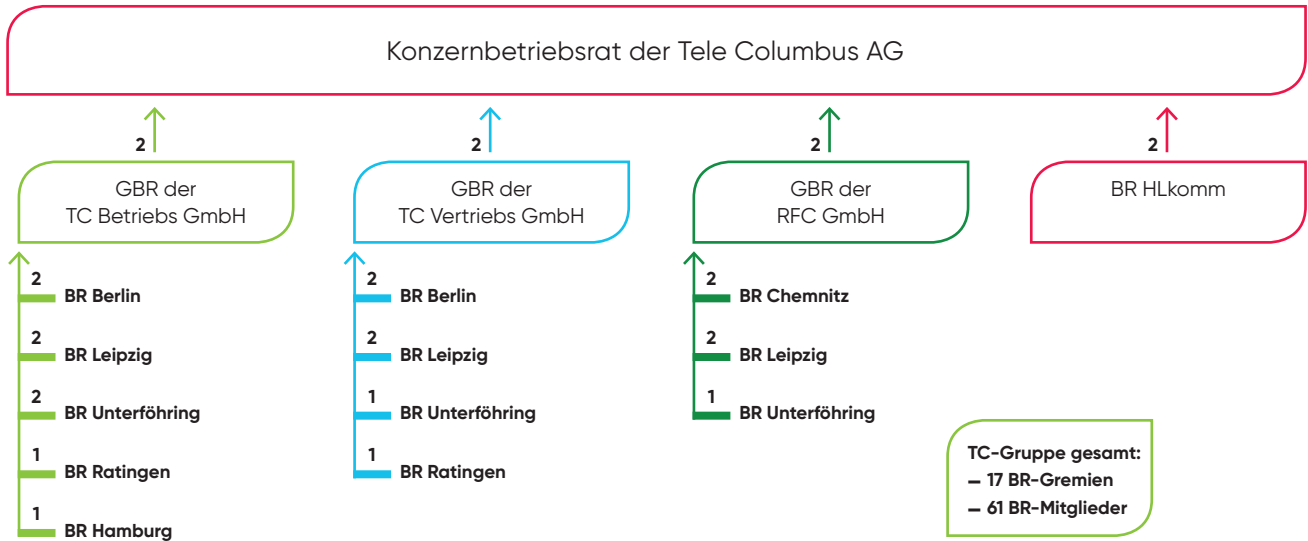 Konzernbetriebsrat der Tele Columbus AG
2
2
2
2
GBR der
TC Betriebs GmbH
GBR der
TC Vertriebs GmbH
GBR der
RFC GmbH
BR HLkomm
2
BR Berlin
2
BR Leipzig
2
BR Unterföhring
1
BR Ratingen
1
BR Hamburg
2
BR Berlin
2
BR Leipzig
1
BR Unterföhring
1
BR Ratingen
2
BR Chemnitz
2
BR Leipzig
1
BR Unterföhring
TC-Gruppe gesamt:
– 17 BR-Gremien
– 61 BR-Mitglieder